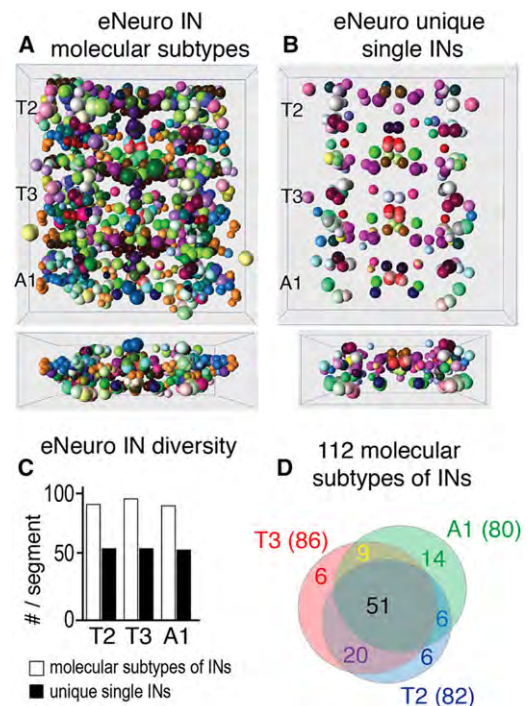 eNeuro IN
A molecular subtypes
T2
T3
A1
eNeuro unique
B single INs
T2
T3
A1
eNeuro IN diversity
C
# / segment
100
50
0
T2 T3 A1
molecular subtypes of INs
unique single INs
112 molecular
D subtypes of INs
T3 (86)
A1 (80)
9
6
14
51
6
20
6
T2 (82)